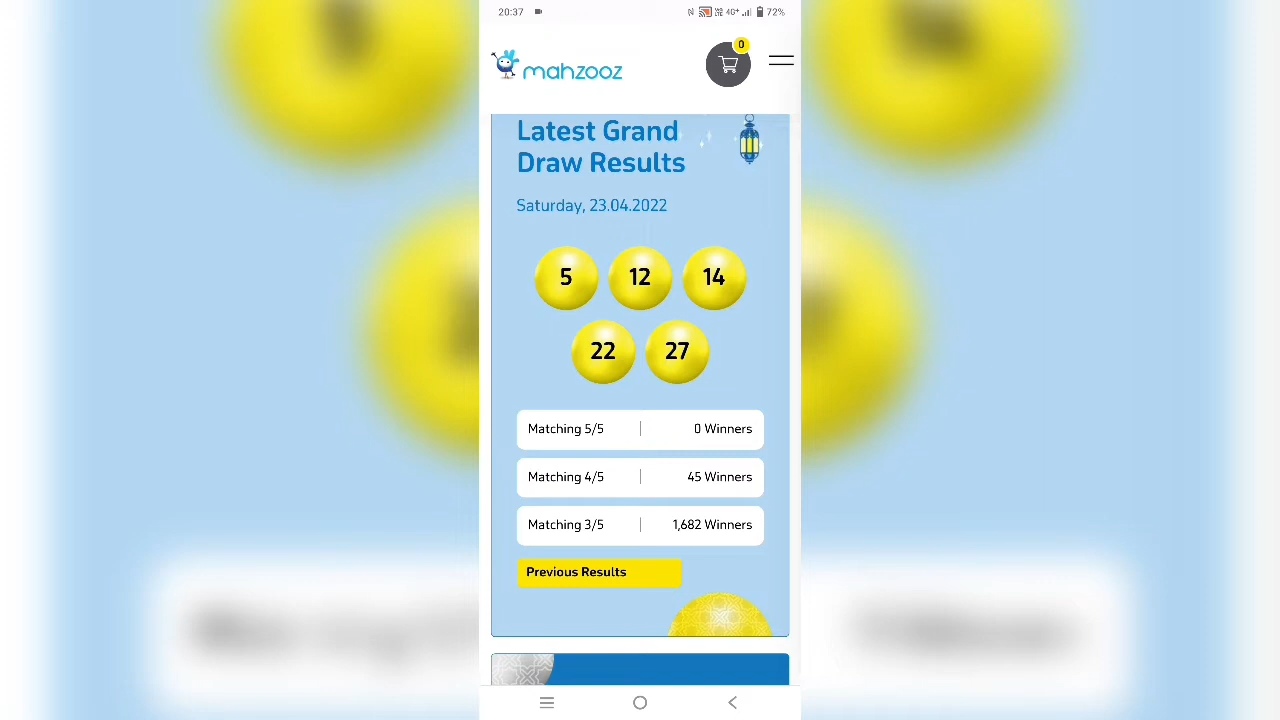 20:37
4G+
72%
0
mahzooz
Latest Grand
Draw Results
Saturday, 23.04.2022
5
12
14
22
27
Matching 5/5 | 0 Winners
Matching 4/5 | 45 Winners
Matching 3/5 | 1,682 Winners
Previous Results